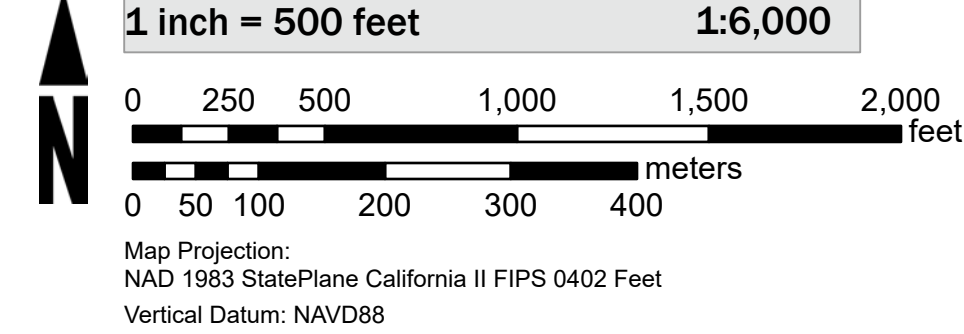 1 inch = 500 feet 1:6,000
0 250 500 1,000 1,500 2,000
feet
meters
0 50 100 200 300 400
N
Map Projection:
NAD 1983 StatePlane California II FIPS 0402 Feet
Vertical Datum: NAVD88